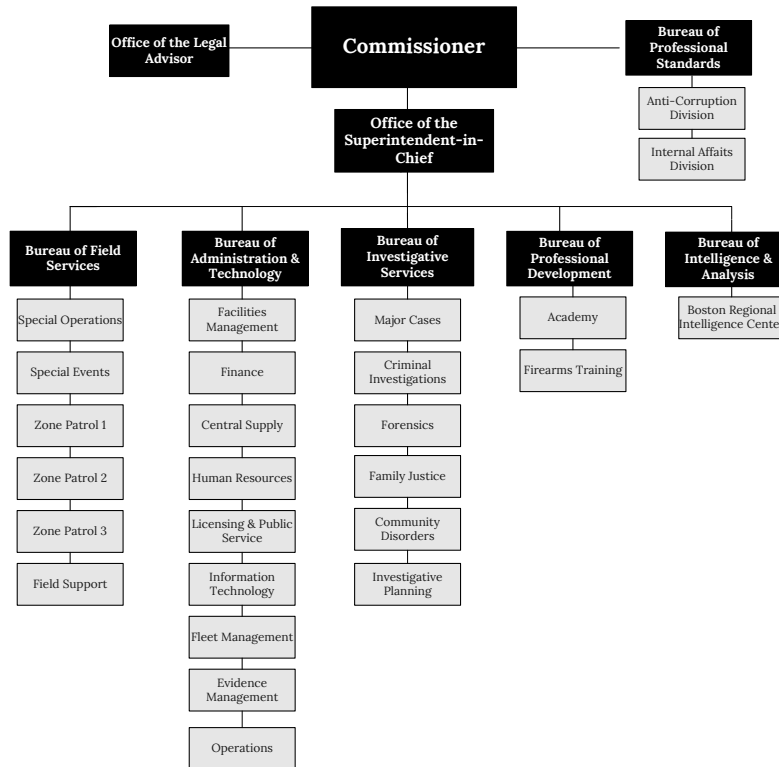 Office of the Legal
Advisor
Commissioner
Bureau of
Professional
Standards
Anti-Corruption
Division
Internal Affaits
Division
Office of the
Superintendent-in-
Chief
Bureau of Field
Services
Special Operations
Special Events
Zone Patrol 1
Zone Patrol 2
Zone Patrol 3
Field Support
Bureau of
Administration &
Technology
Facilities
Management
Finance
Central Supply
Human Resources
Licensing & Public
Service
Information
Technology
Fleet Management
Evidence
Management
Operations
Bureau of
Investigative
Services
Major Cases
Criminal
Investigations
Forensics
Family Justice
Community
Disorders
Investigative
Planning
Bureau of
Professional
Development
Academy
Firearms Training
Bureau of
Intelligence &
Analysis
Boston Regional
Intelligence Center